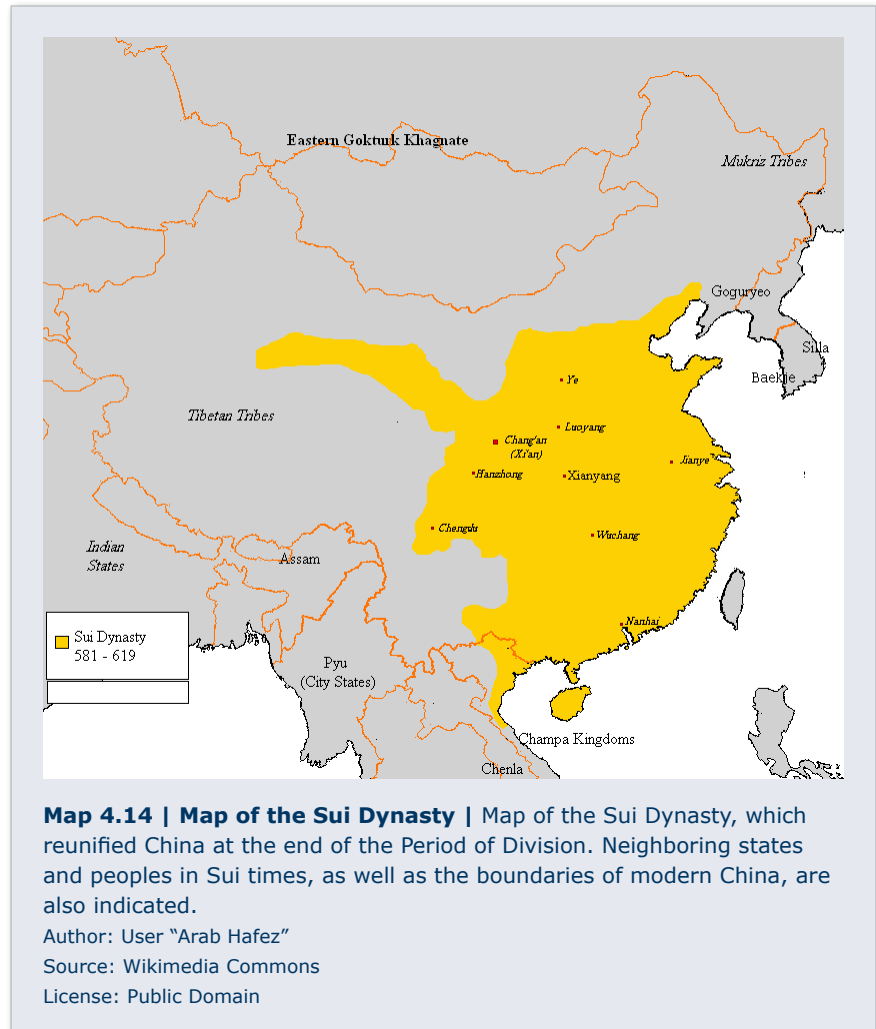 Eastern Gokturk Khagnate
Mukriz Tribes
Goguryeo
Silla
Baekje
Ye
Tibetan Tribes
Luoyang
Chang'an
(Xi'an)
Jianye
Hanzhong
Xianyang
Chengdu
Wuchang
Indian
States
Assam
Nanhai
Sui Dynasty
581 - 619
Pyu
(City States)
Champa Kingdoms
Chenla
Map 4.14 | Map of the Sui Dynasty | Map of the Sui Dynasty, which
reunified China at the end of the Period of Division. Neighboring states
and peoples in Sui times, as well as the boundaries of modern China, are
also indicated.
Author: User “Arab Hafez”
Source: Wikimedia Commons
License: Public Domain